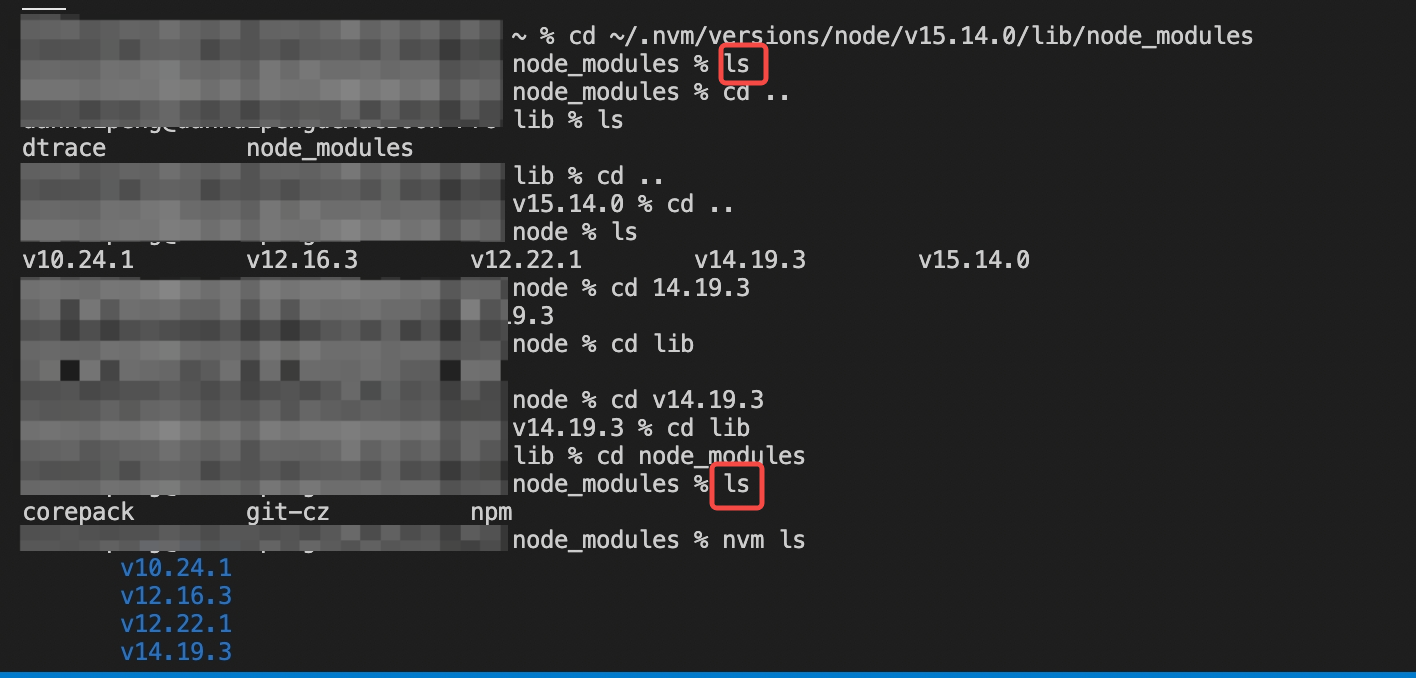 ~ % cd ~/.nvm/versions/node/v15.14.0/lib/node_modules
node_modules % ls
node_modules % cd ..
lib % ls
dtrace node_modules
lib % cd ..
v15.14.0 % cd ..
node % ls
v10.24.1 v12.16.3 v12.22.1 v14.19.3 v15.14.0
node % cd 14.19.3
9.3
node % cd lib
node % cd v14.19.3
v14.19.3 % cd lib
lib % cd node_modules
node_modules % ls
corepack git-cz npm
node_modules % nvm ls
v10.24.1
v12.16.3
v12.22.1
v14.19.3